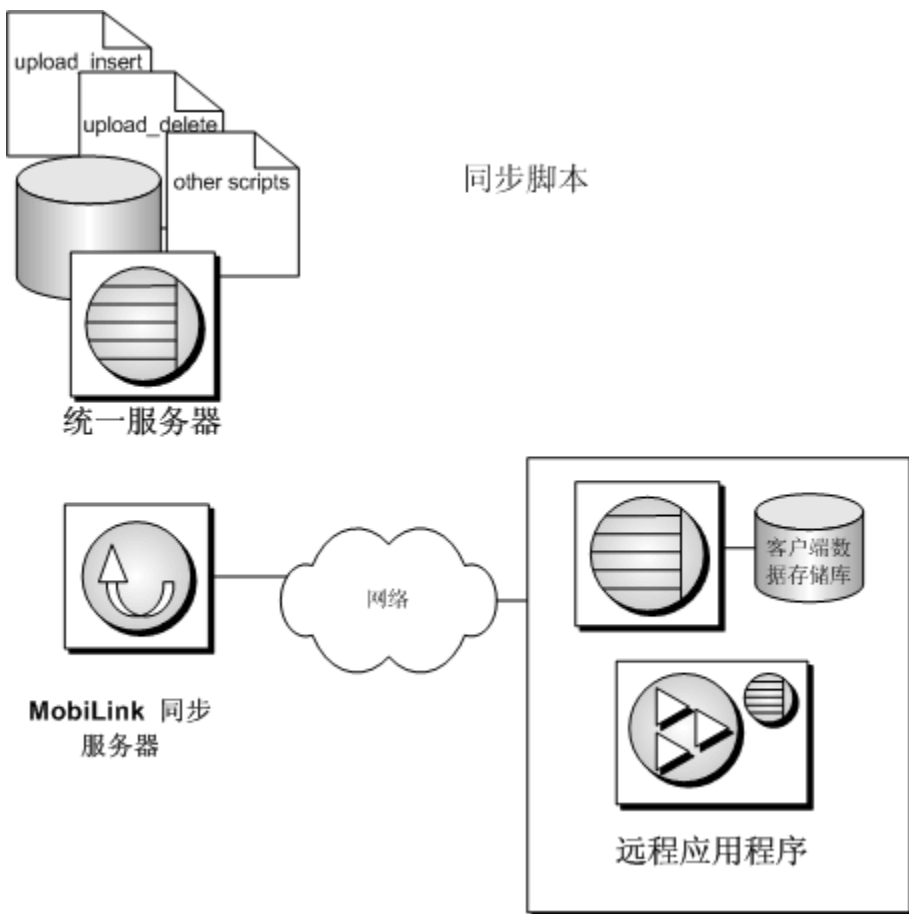 upload_insert
upload_delete
other scripts
同步脚本
统一服务器
客户端数
据存储库
网络
MobiLink 同步
服务器
远程应用程序